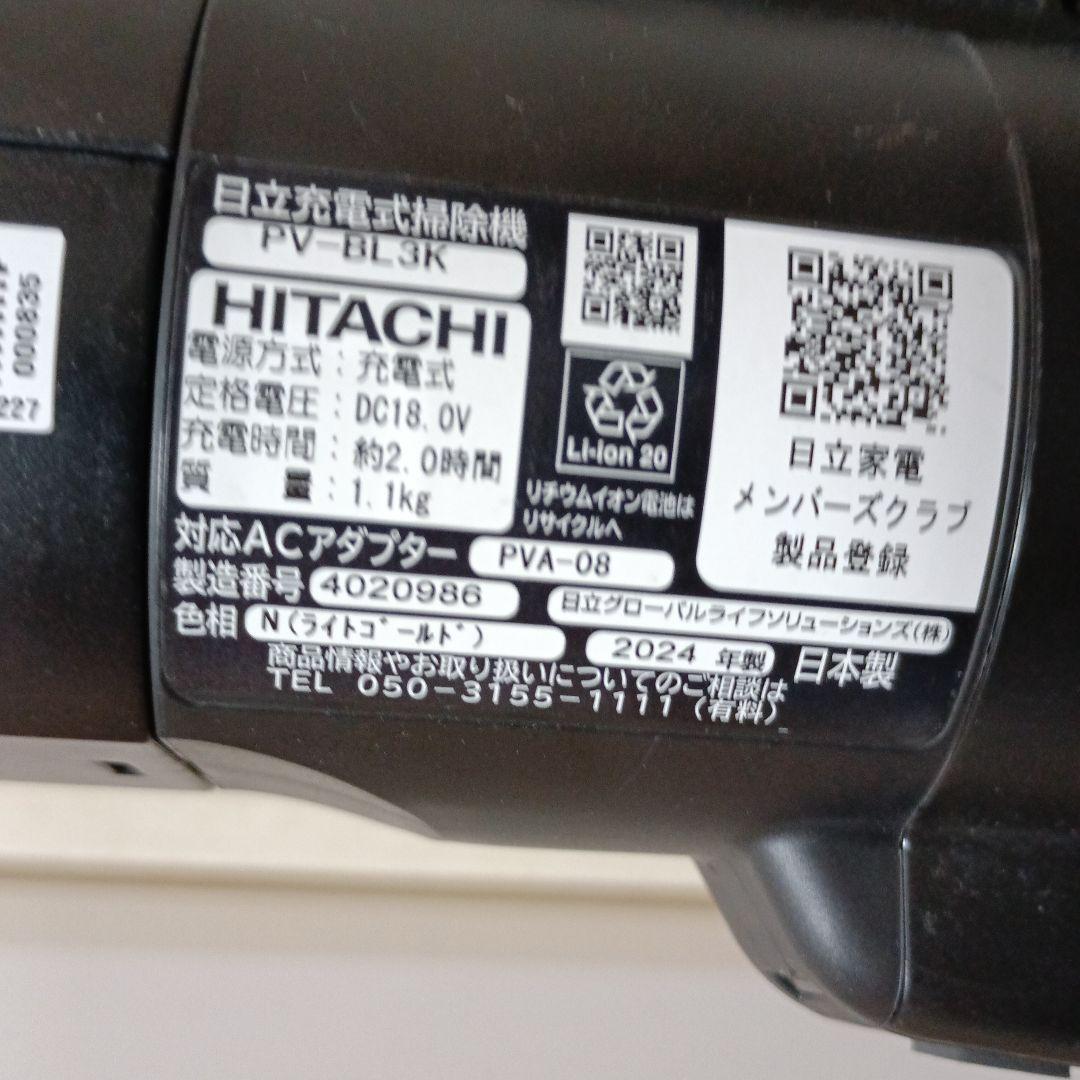 日立充電式掃除機
PV-BL3K
HITACHI
電源方式：充電式
定格電圧：DC18.0V
充電時間：約2.0時間
質　　量：1.1kg
Li-ion 20
リチウムイオン電池は
リサイクルへ
日立家電
メンバーズクラブ
製品登録
対応ACアダプター PVA-08
製造番号 4020986
日立グローバルライフソリューションズ(株)
色相 N(ライトゴールド)
2024 年製 日本製
商品情報やお取り扱いについてのご相談は
TEL 050-3155-1111 (有料)
000835
227